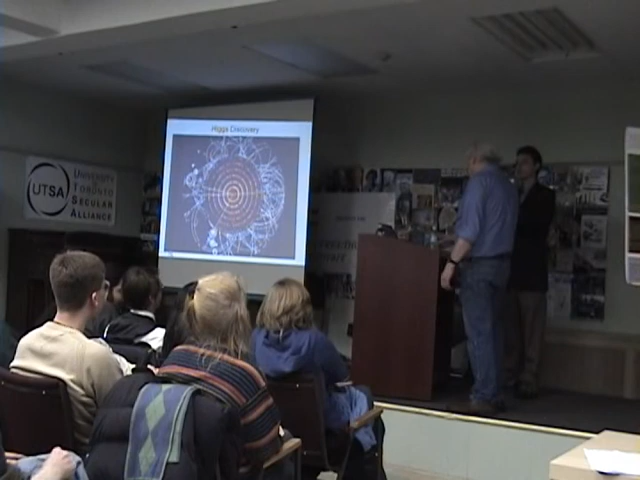 Higgs Discovery
UTSA
UNIVERSITY
OF TORONTO
SECULAR
ALLIANCE